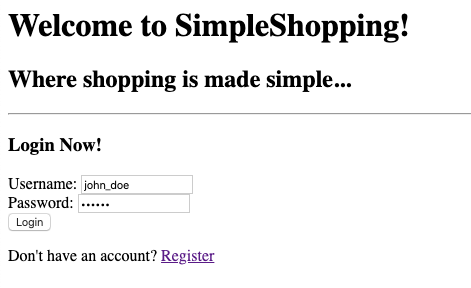 Welcome to SimpleShopping!
Where shopping is made simple...
Login Now!
Username: john_doe
Password: ••••••
Login
Don't have an account? Register